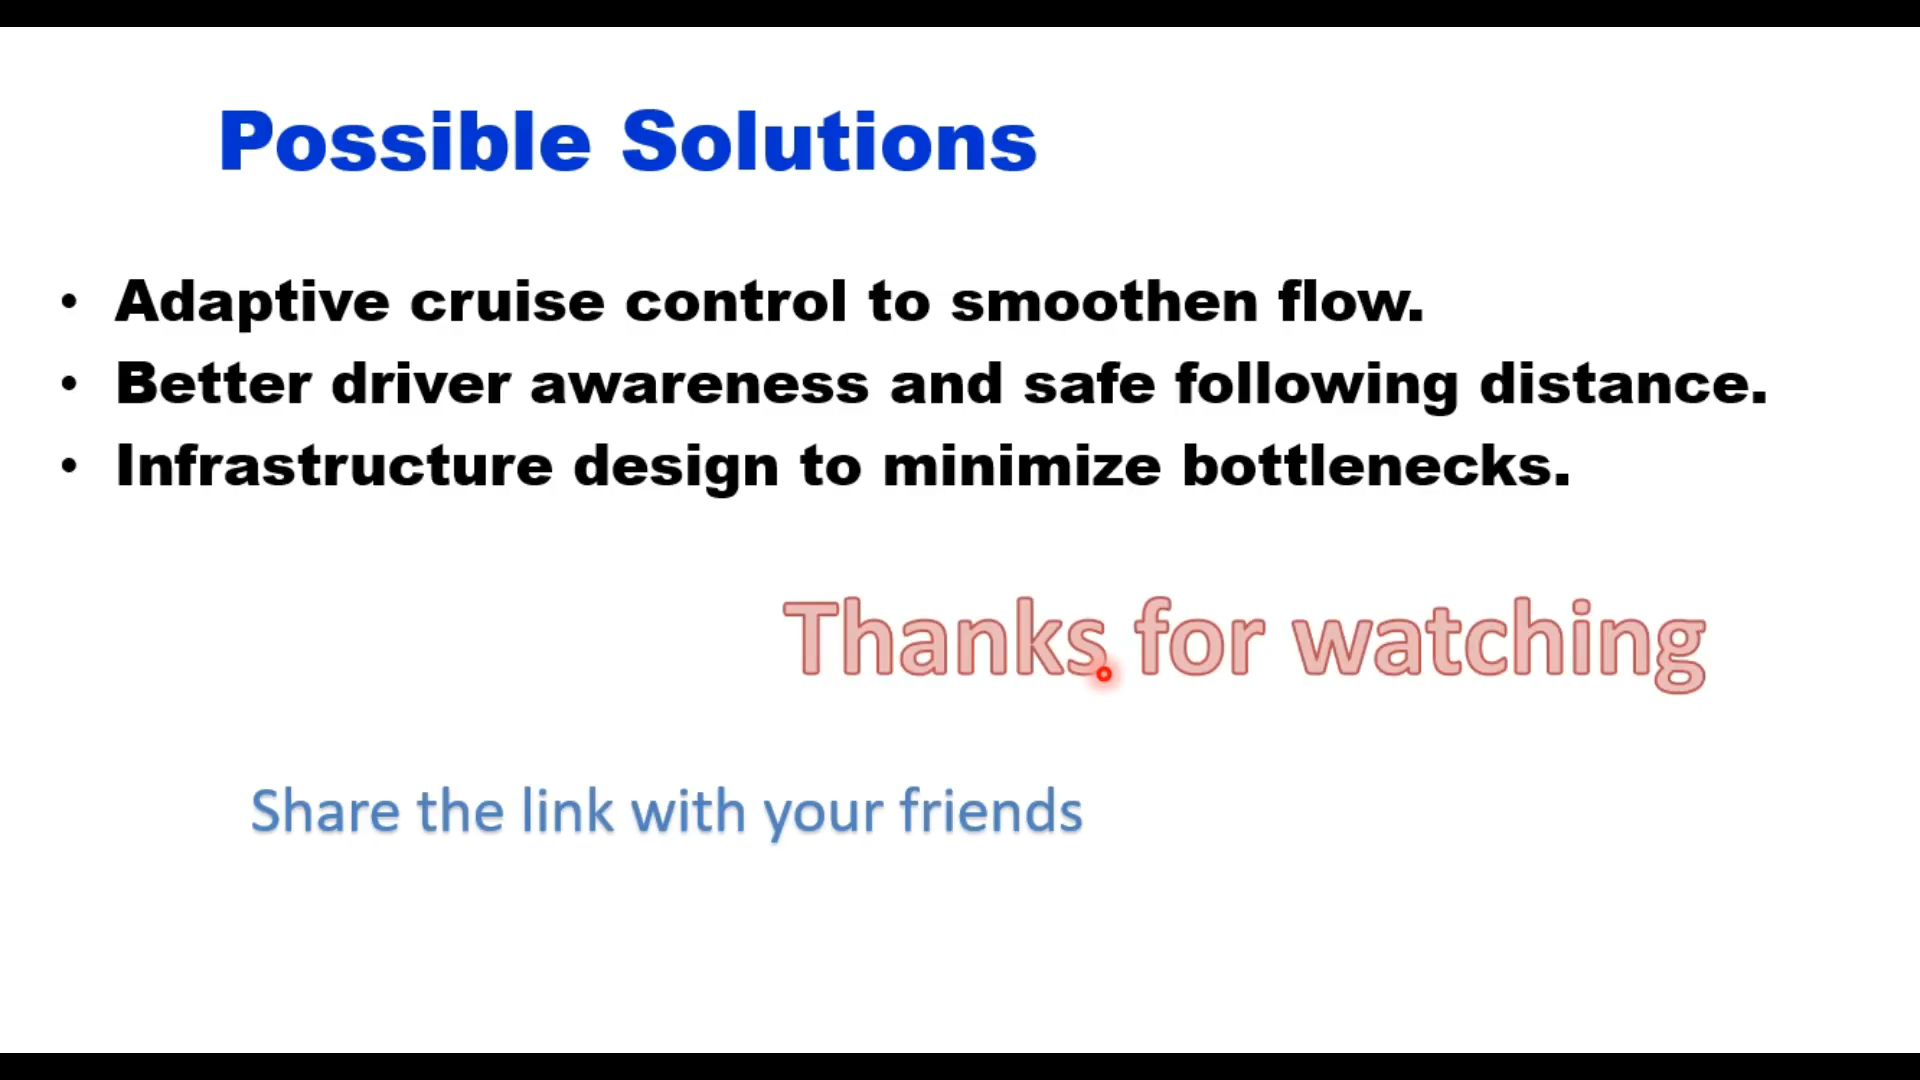 Possible Solutions
• Adaptive cruise control to smoothen flow.
• Better driver awareness and safe following distance.
• Infrastructure design to minimize bottlenecks.
Thanks for watching
Share the link with your friends